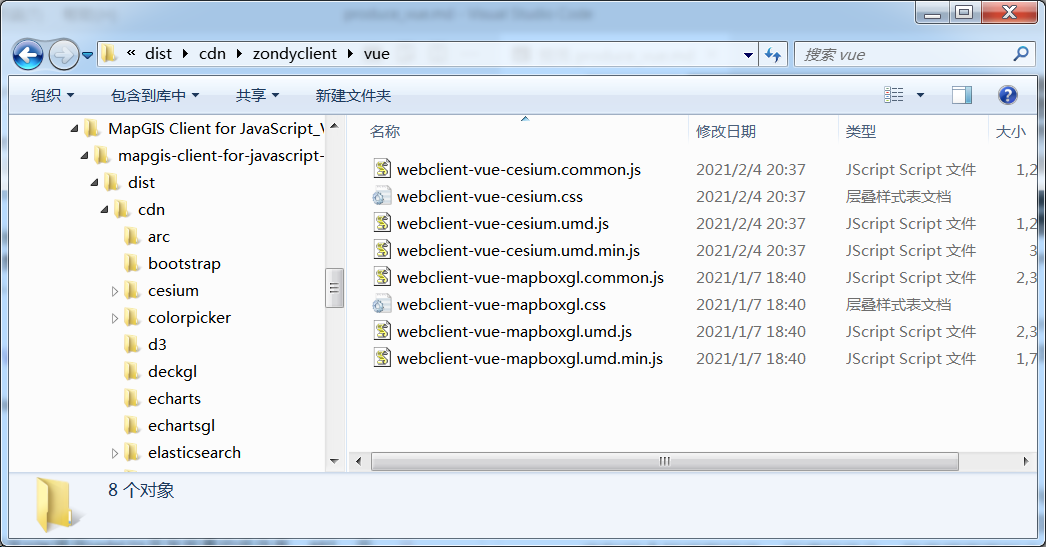 « dist cdn zondyclient vue 搜索 vue
组织 包含到库中 共享 新建文件夹
MapGIS Client for JavaScript_
mapgis-client-for-javascript-
dist
cdn
arc
bootstrap
cesium
colorpicker
d3
deckgl
echarts
echartsgl
elasticsearch
名称 修改日期 类型 大小
webclient-vue-cesium.common.js 2021/2/4 20:37 JScript Script 文件 1,2
webclient-vue-cesium.css 2021/2/4 20:37 层叠样式表文档
webclient-vue-cesium.umd.js 2021/2/4 20:37 JScript Script 文件 1,2
webclient-vue-cesium.umd.min.js 2021/2/4 20:37 JScript Script 文件 3
webclient-vue-mapboxgl.common.js 2021/1/7 18:40 JScript Script 文件 2,3
webclient-vue-mapboxgl.css 2021/1/7 18:40 层叠样式表文档
webclient-vue-mapboxgl.umd.js 2021/1/7 18:40 JScript Script 文件 2,3
webclient-vue-mapboxgl.umd.min.js 2021/1/7 18:40 JScript Script 文件 1,7
8 个对象